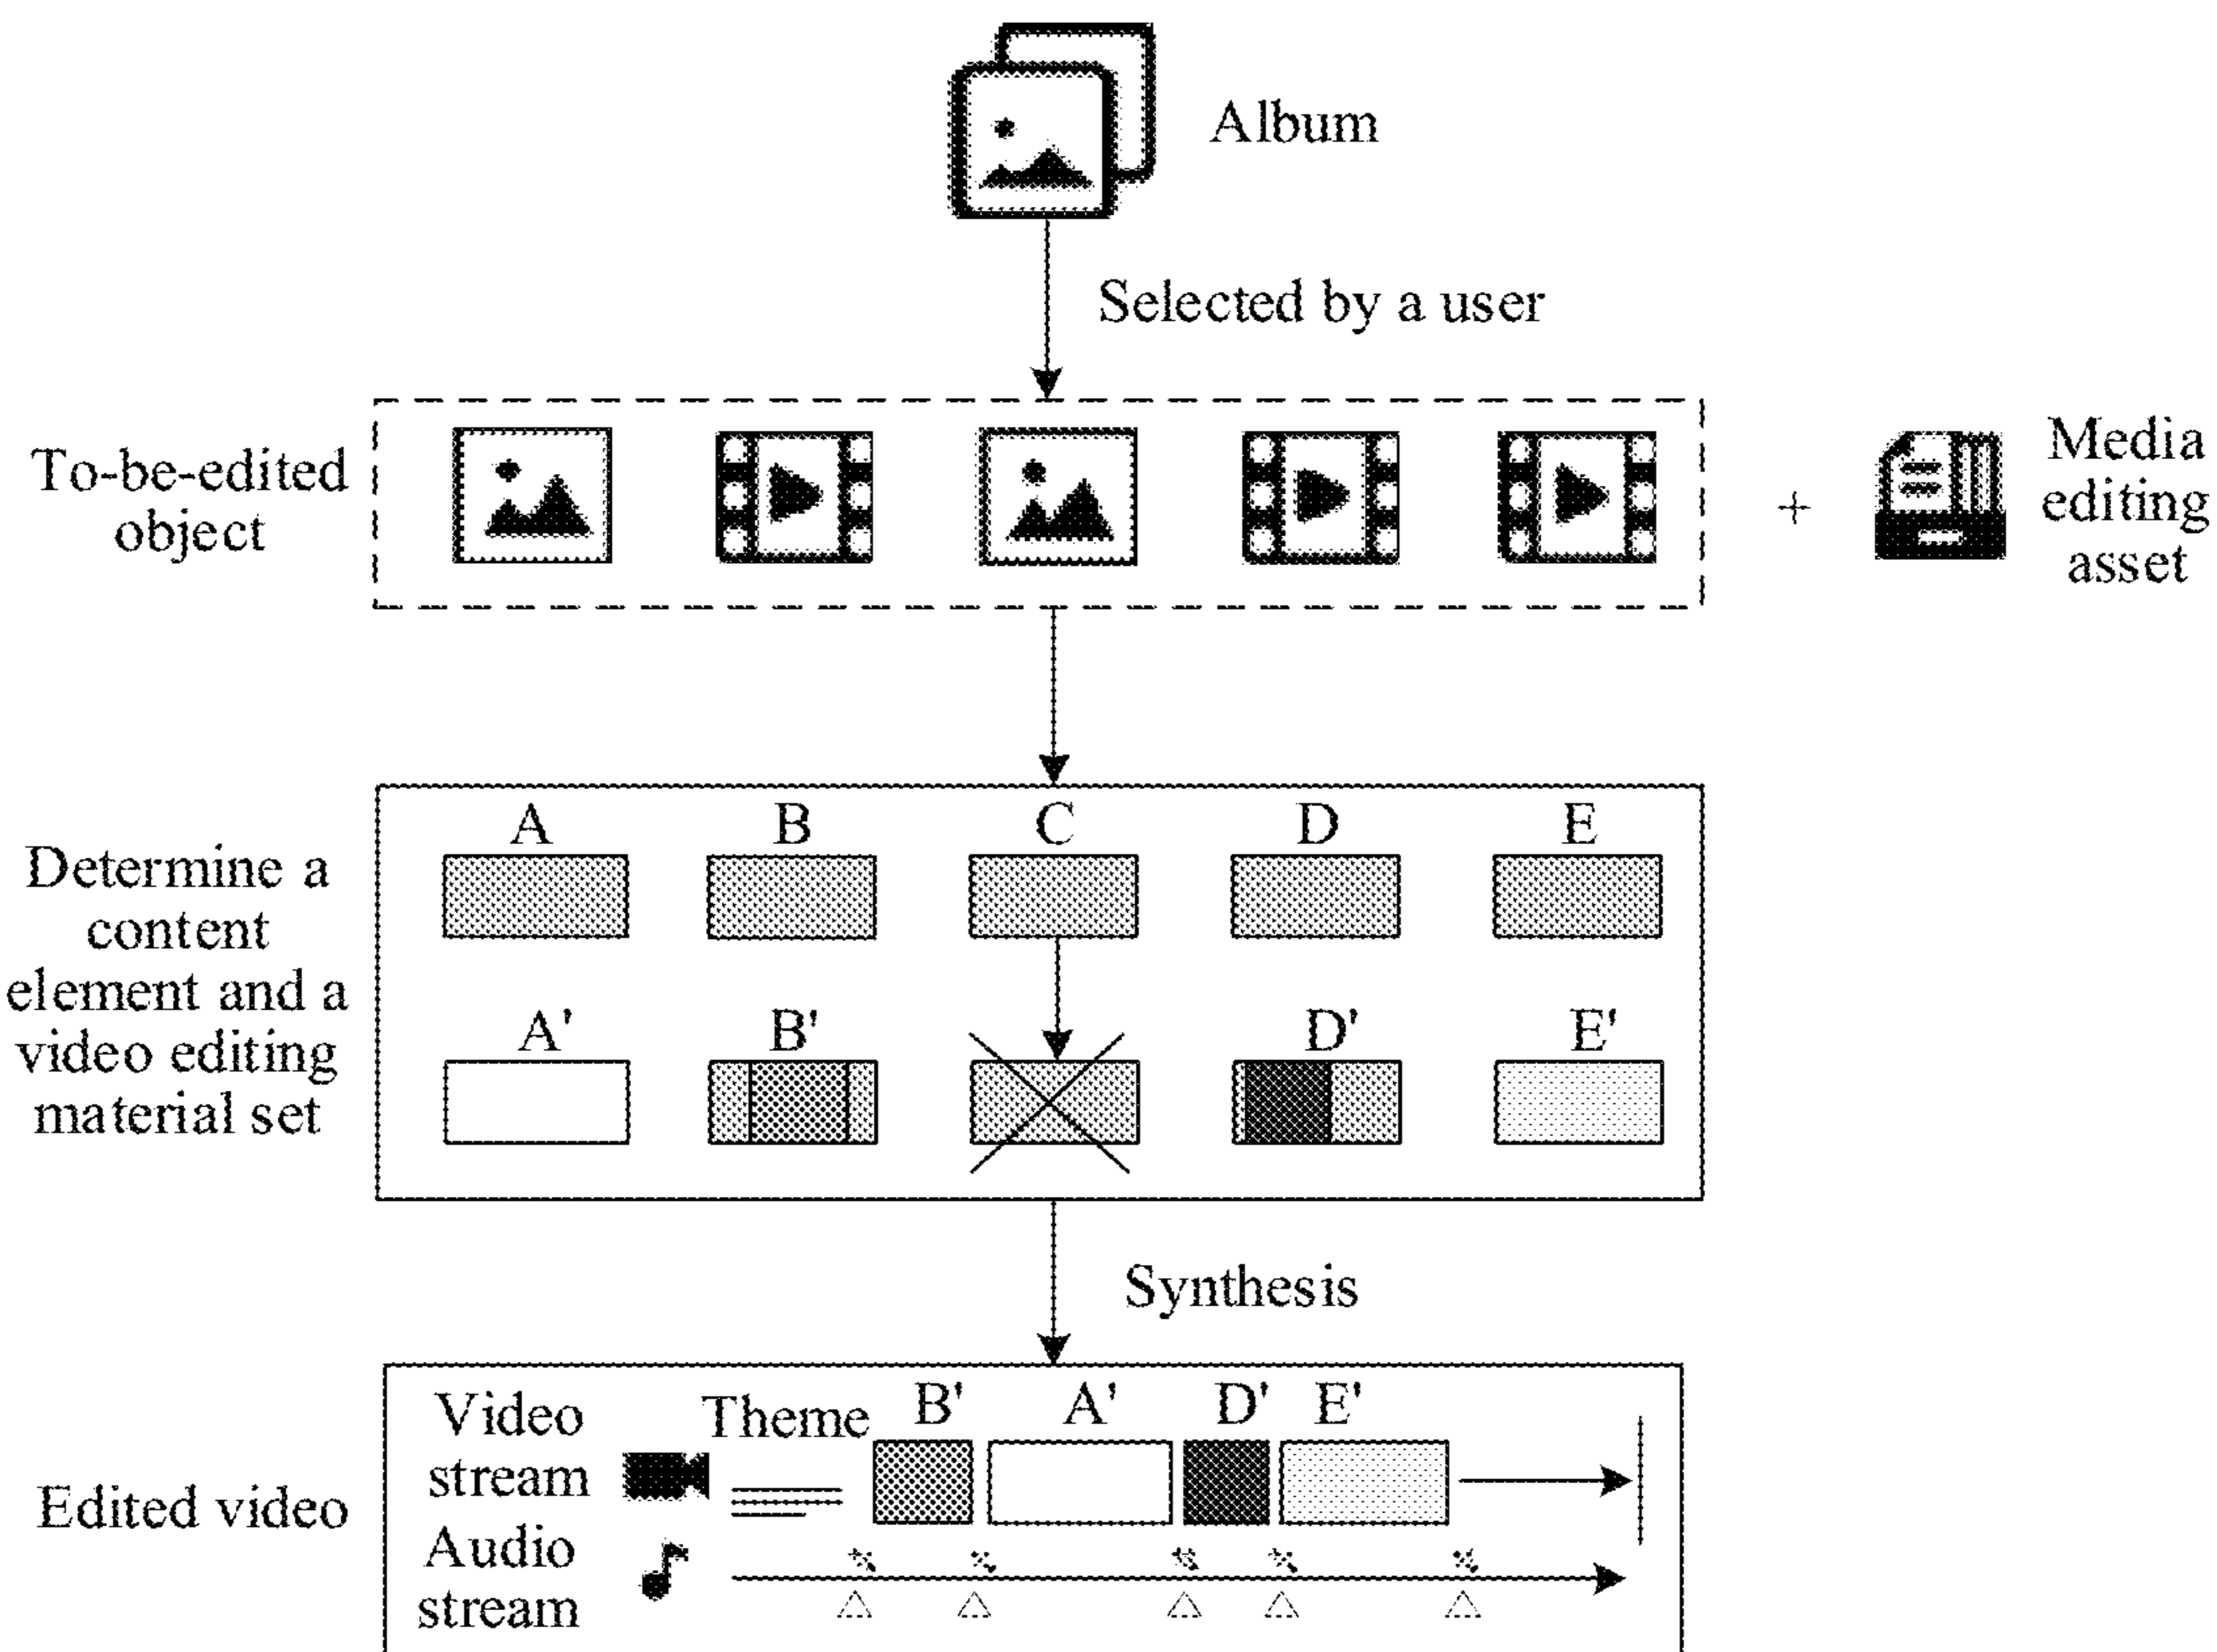 Album
Selected by a user
To-be-edited
object
+
Media
editing
asset
A B C D E
Determine a
content
element and a
video editing
material set
A' B' D' E'
Synthesis
Edited video
Video
stream
Theme
B' A' D' E'
Audio
stream